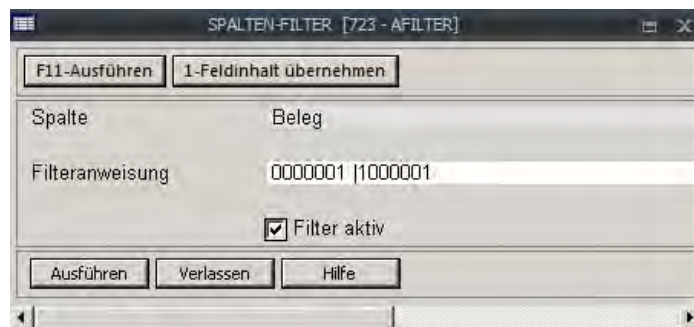 SPALTEN-FILTER [723 - AFILTER]
F11-Ausführen 1-Feldinhalt übernehmen
Spalte Beleg
Filteranweisung 0000001 |1000001
Filter aktiv
Ausführen Verlassen Hilfe